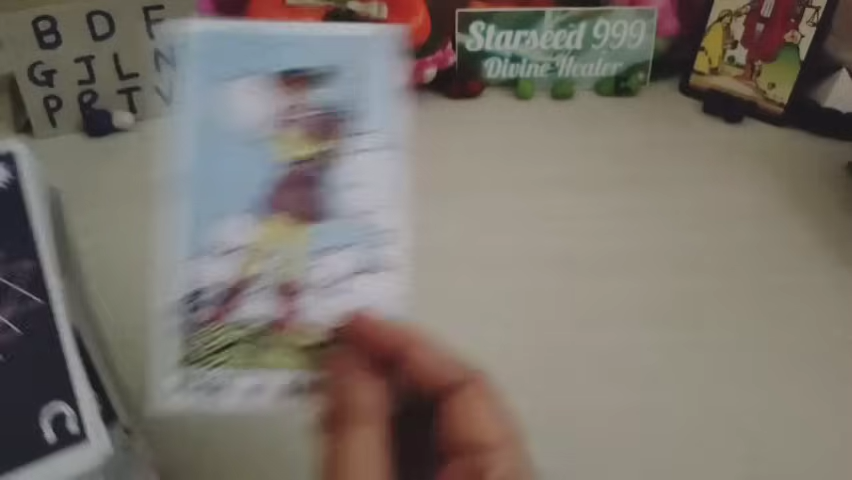 B D F
G J L N
P R T V
Starseed 999
Divine Healer